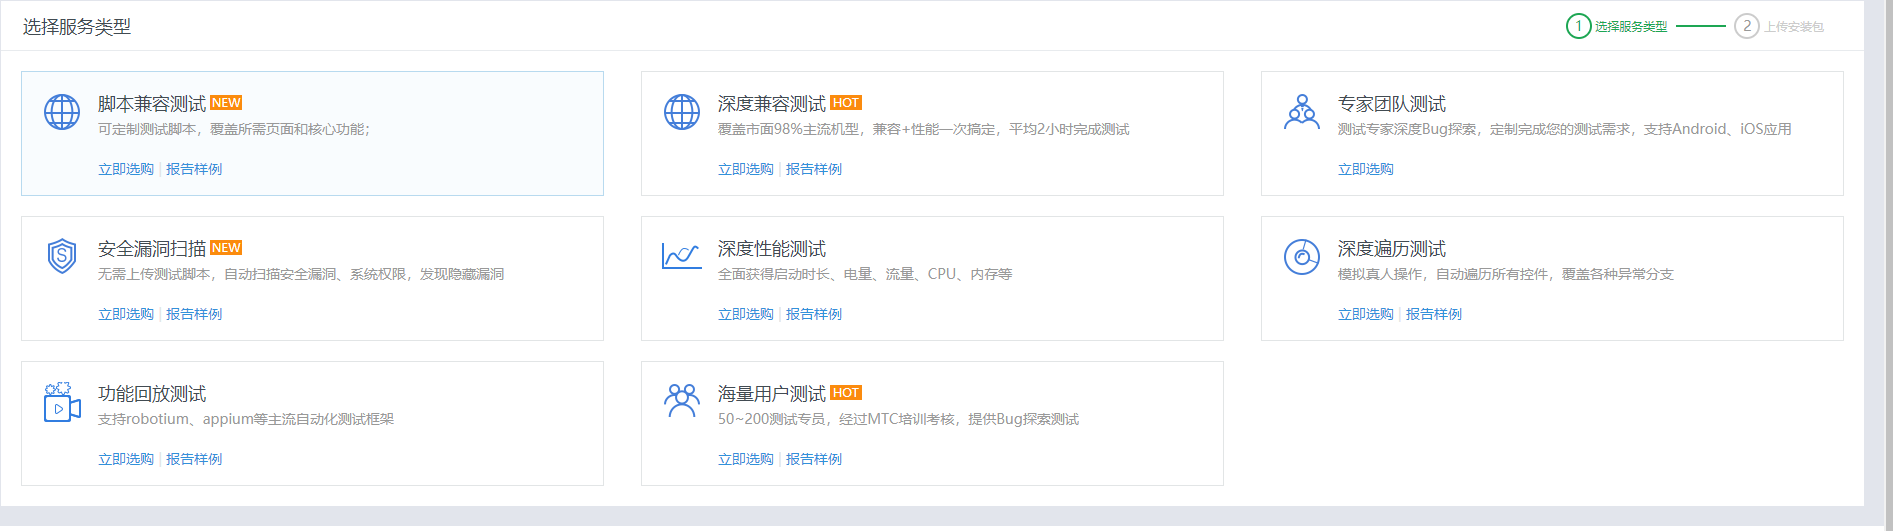 选择服务类型
1 选择服务类型 2 上传安装包
脚本兼容测试 NEW
可定制测试脚本，覆盖所需页面和核心功能；
立即选购 | 报告样例
深度兼容测试 HOT
覆盖市面98%主流机型，兼容+性能一次搞定，平均2小时完成测试
立即选购 | 报告样例
专家团队测试
测试专家深度Bug探索，定制完成您的测试需求，支持Android、iOS应用
立即选购
安全漏洞扫描 NEW
无需上传测试脚本，自动扫描安全漏洞、系统权限，发现隐藏漏洞
立即选购 | 报告样例
深度性能测试
全面获得启动时长、电量、流量、CPU、内存等
立即选购 | 报告样例
深度遍历测试
模拟真人操作，自动遍历所有控件，覆盖各种异常分支
立即选购 | 报告样例
功能回放测试
支持robotium、appium等主流自动化测试框架
立即选购 | 报告样例
海量用户测试 HOT
50~200测试专员，经过MTC培训考核，提供Bug探索测试
立即选购 | 报告样例